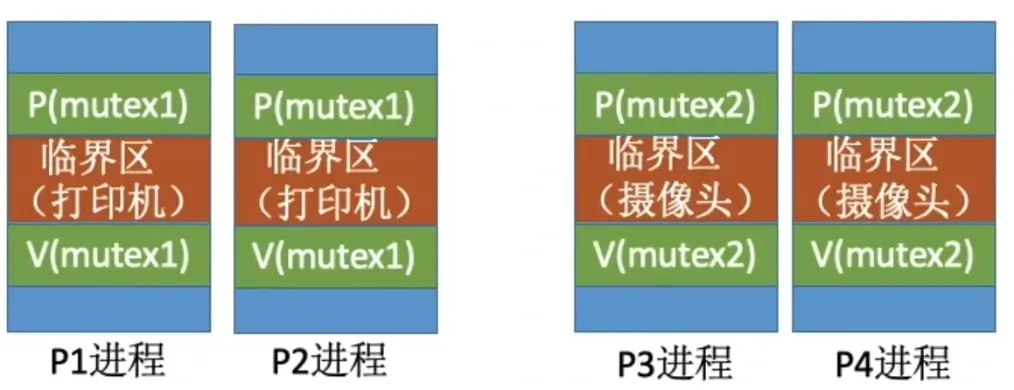 P(mutex1)
临界区
（打印机）
V(mutex1)
P1进程
P(mutex1)
临界区
（打印机）
V(mutex1)
P2进程
P(mutex2)
临界区
（摄像头）
V(mutex2)
P3进程
P(mutex2)
临界区
（摄像头）
V(mutex2)
P4进程